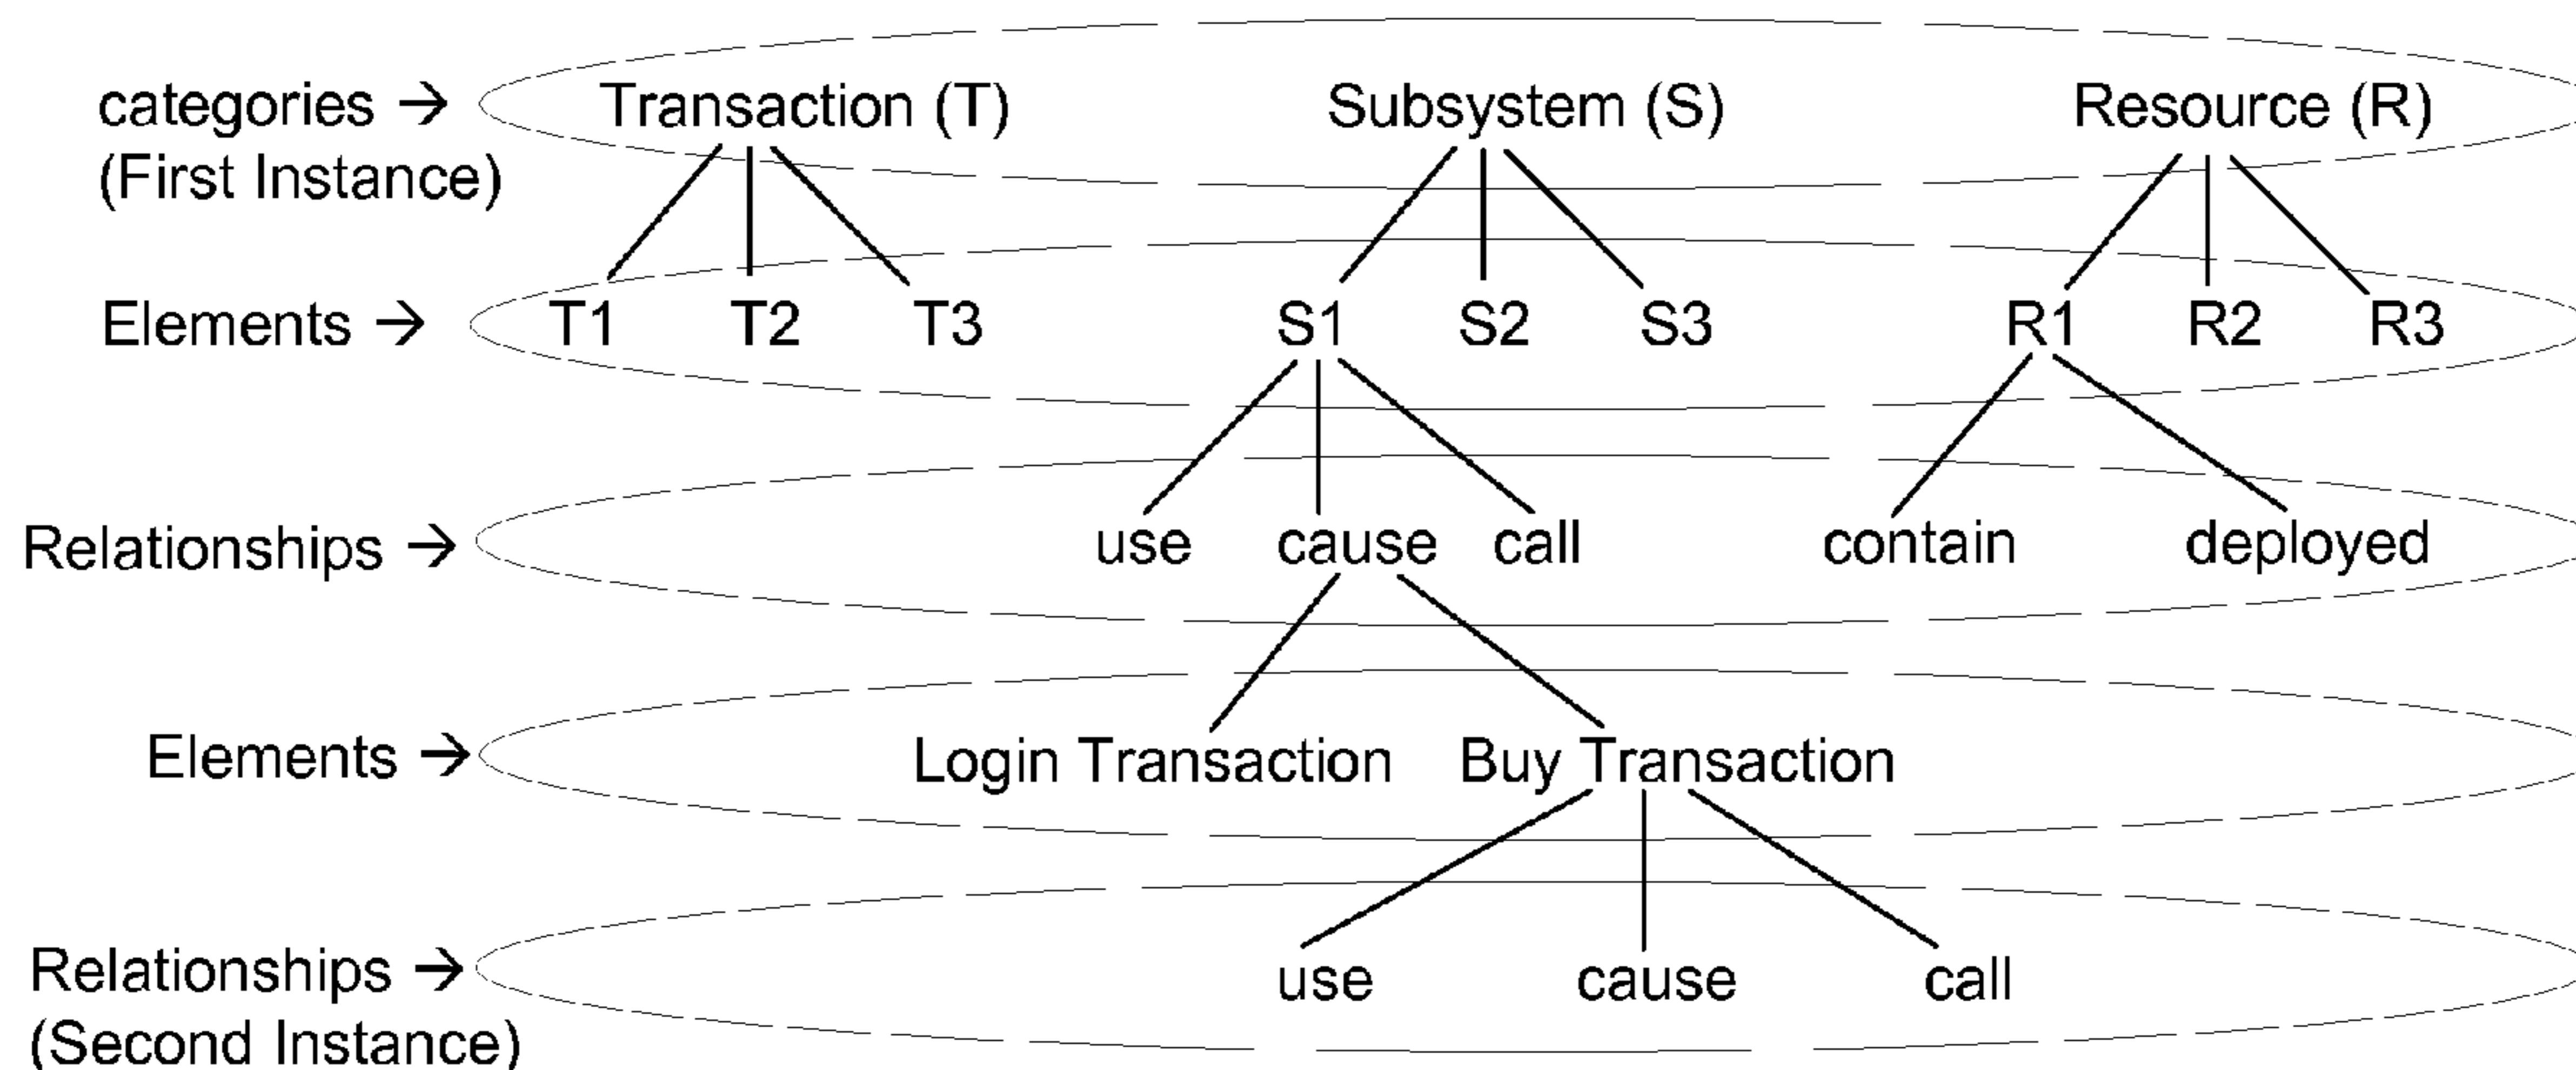 categories → Transaction (T) Subsystem (S) Resource (R)
(First Instance)
Elements → T1 T2 T3 S1 S2 S3 R1 R2 R3
Relationships → use cause call contain deployed
Elements → Login Transaction Buy Transaction
Relationships → use cause call
(Second Instance)